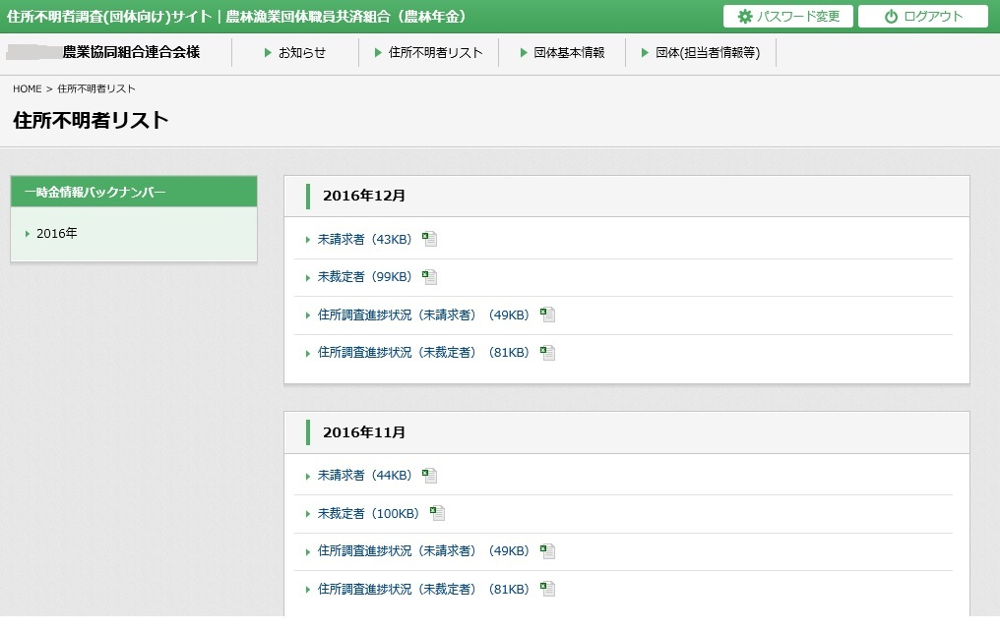 住所不明者調査(団体向け)サイト｜農林漁業団体職員共済組合（農林年金）
パスワード変更
ログアウト
農業協同組合連合会様
お知らせ
住所不明者リスト
団体基本情報
団体(担当者情報等)
HOME > 住所不明者リスト
住所不明者リスト
一時金情報バックナンバー
2016年
2016年12月
未請求者（43KB）
未裁定者（99KB）
住所調査進捗状況（未請求者）（49KB）
住所調査進捗状況（未裁定者）（81KB）
2016年11月
未請求者（44KB）
未裁定者（100KB）
住所調査進捗状況（未請求者）（49KB）
住所調査進捗状況（未裁定者）（81KB）